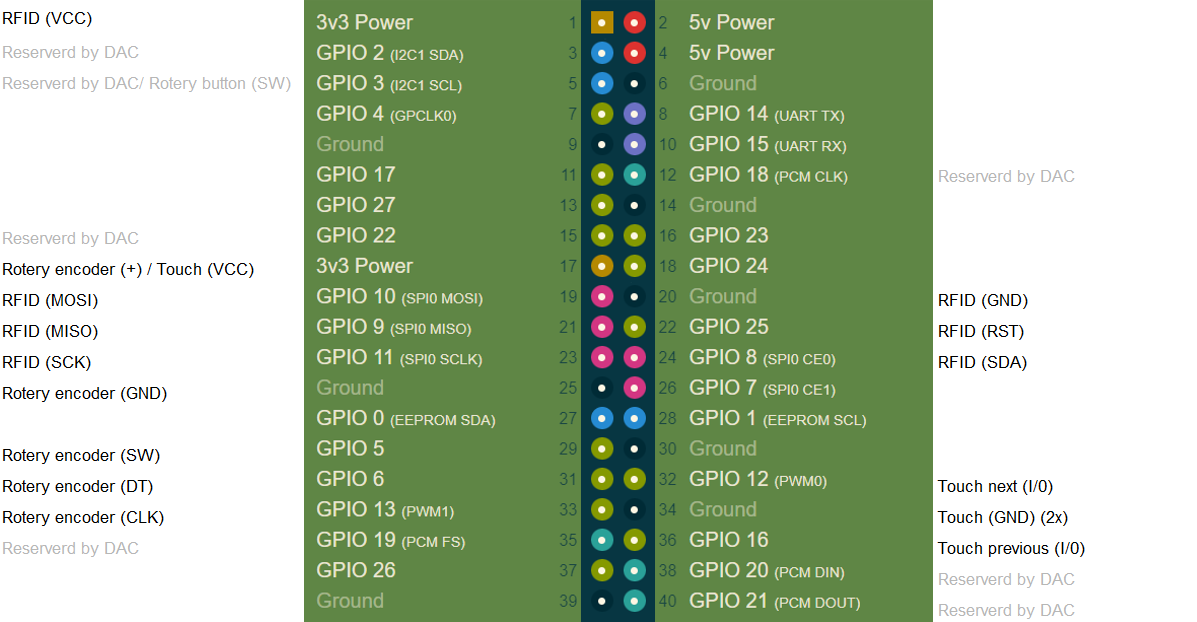 RFID (VCC) 3v3 Power 1 2 5v Power
Reserverd by DAC GPIO 2 (I2C1 SDA) 3 4 5v Power
Reserverd by DAC/ Rotery button (SW) GPIO 3 (I2C1 SCL) 5 6 Ground
GPIO 4 (GPCLK0) 7 8 GPIO 14 (UART TX)
Ground 9 10 GPIO 15 (UART RX)
GPIO 17 11 12 GPIO 18 (PCM CLK) Reserverd by DAC
GPIO 27 13 14 Ground
Reserverd by DAC GPIO 22 15 16 GPIO 23
Rotery encoder (+) / Touch (VCC) 3v3 Power 17 18 GPIO 24
RFID (MOSI) GPIO 10 (SPI0 MOSI) 19 20 Ground RFID (GND)
RFID (MISO) GPIO 9 (SPI0 MISO) 21 22 GPIO 25 RFID (RST)
RFID (SCK) GPIO 11 (SPI0 SCLK) 23 24 GPIO 8 (SPI0 CE0) RFID (SDA)
Rotery encoder (GND) Ground 25 26 GPIO 7 (SPI0 CE1)
GPIO 0 (EEPROM SDA) 27 28 GPIO 1 (EEPROM SCL)
Rotery encoder (SW) GPIO 5 29 30 Ground
Rotery encoder (DT) GPIO 6 31 32 GPIO 12 (PWM0) Touch next (I/0)
Rotery encoder (CLK) GPIO 13 (PWM1) 33 34 Ground Touch (GND) (2x)
Reserverd by DAC GPIO 19 (PCM FS) 35 36 GPIO 16 Touch previous (I/0)
GPIO 26 37 38 GPIO 20 (PCM DIN) Reserverd by DAC
Ground 39 40 GPIO 21 (PCM DOUT) Reserverd by DAC